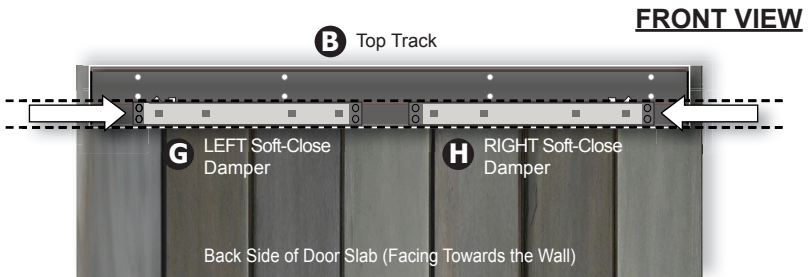 FRONT VIEW
B Top Track
G LEFT Soft-Close
Damper
H RIGHT Soft-Close
Damper
Back Side of Door Slab (Facing Towards the Wall)